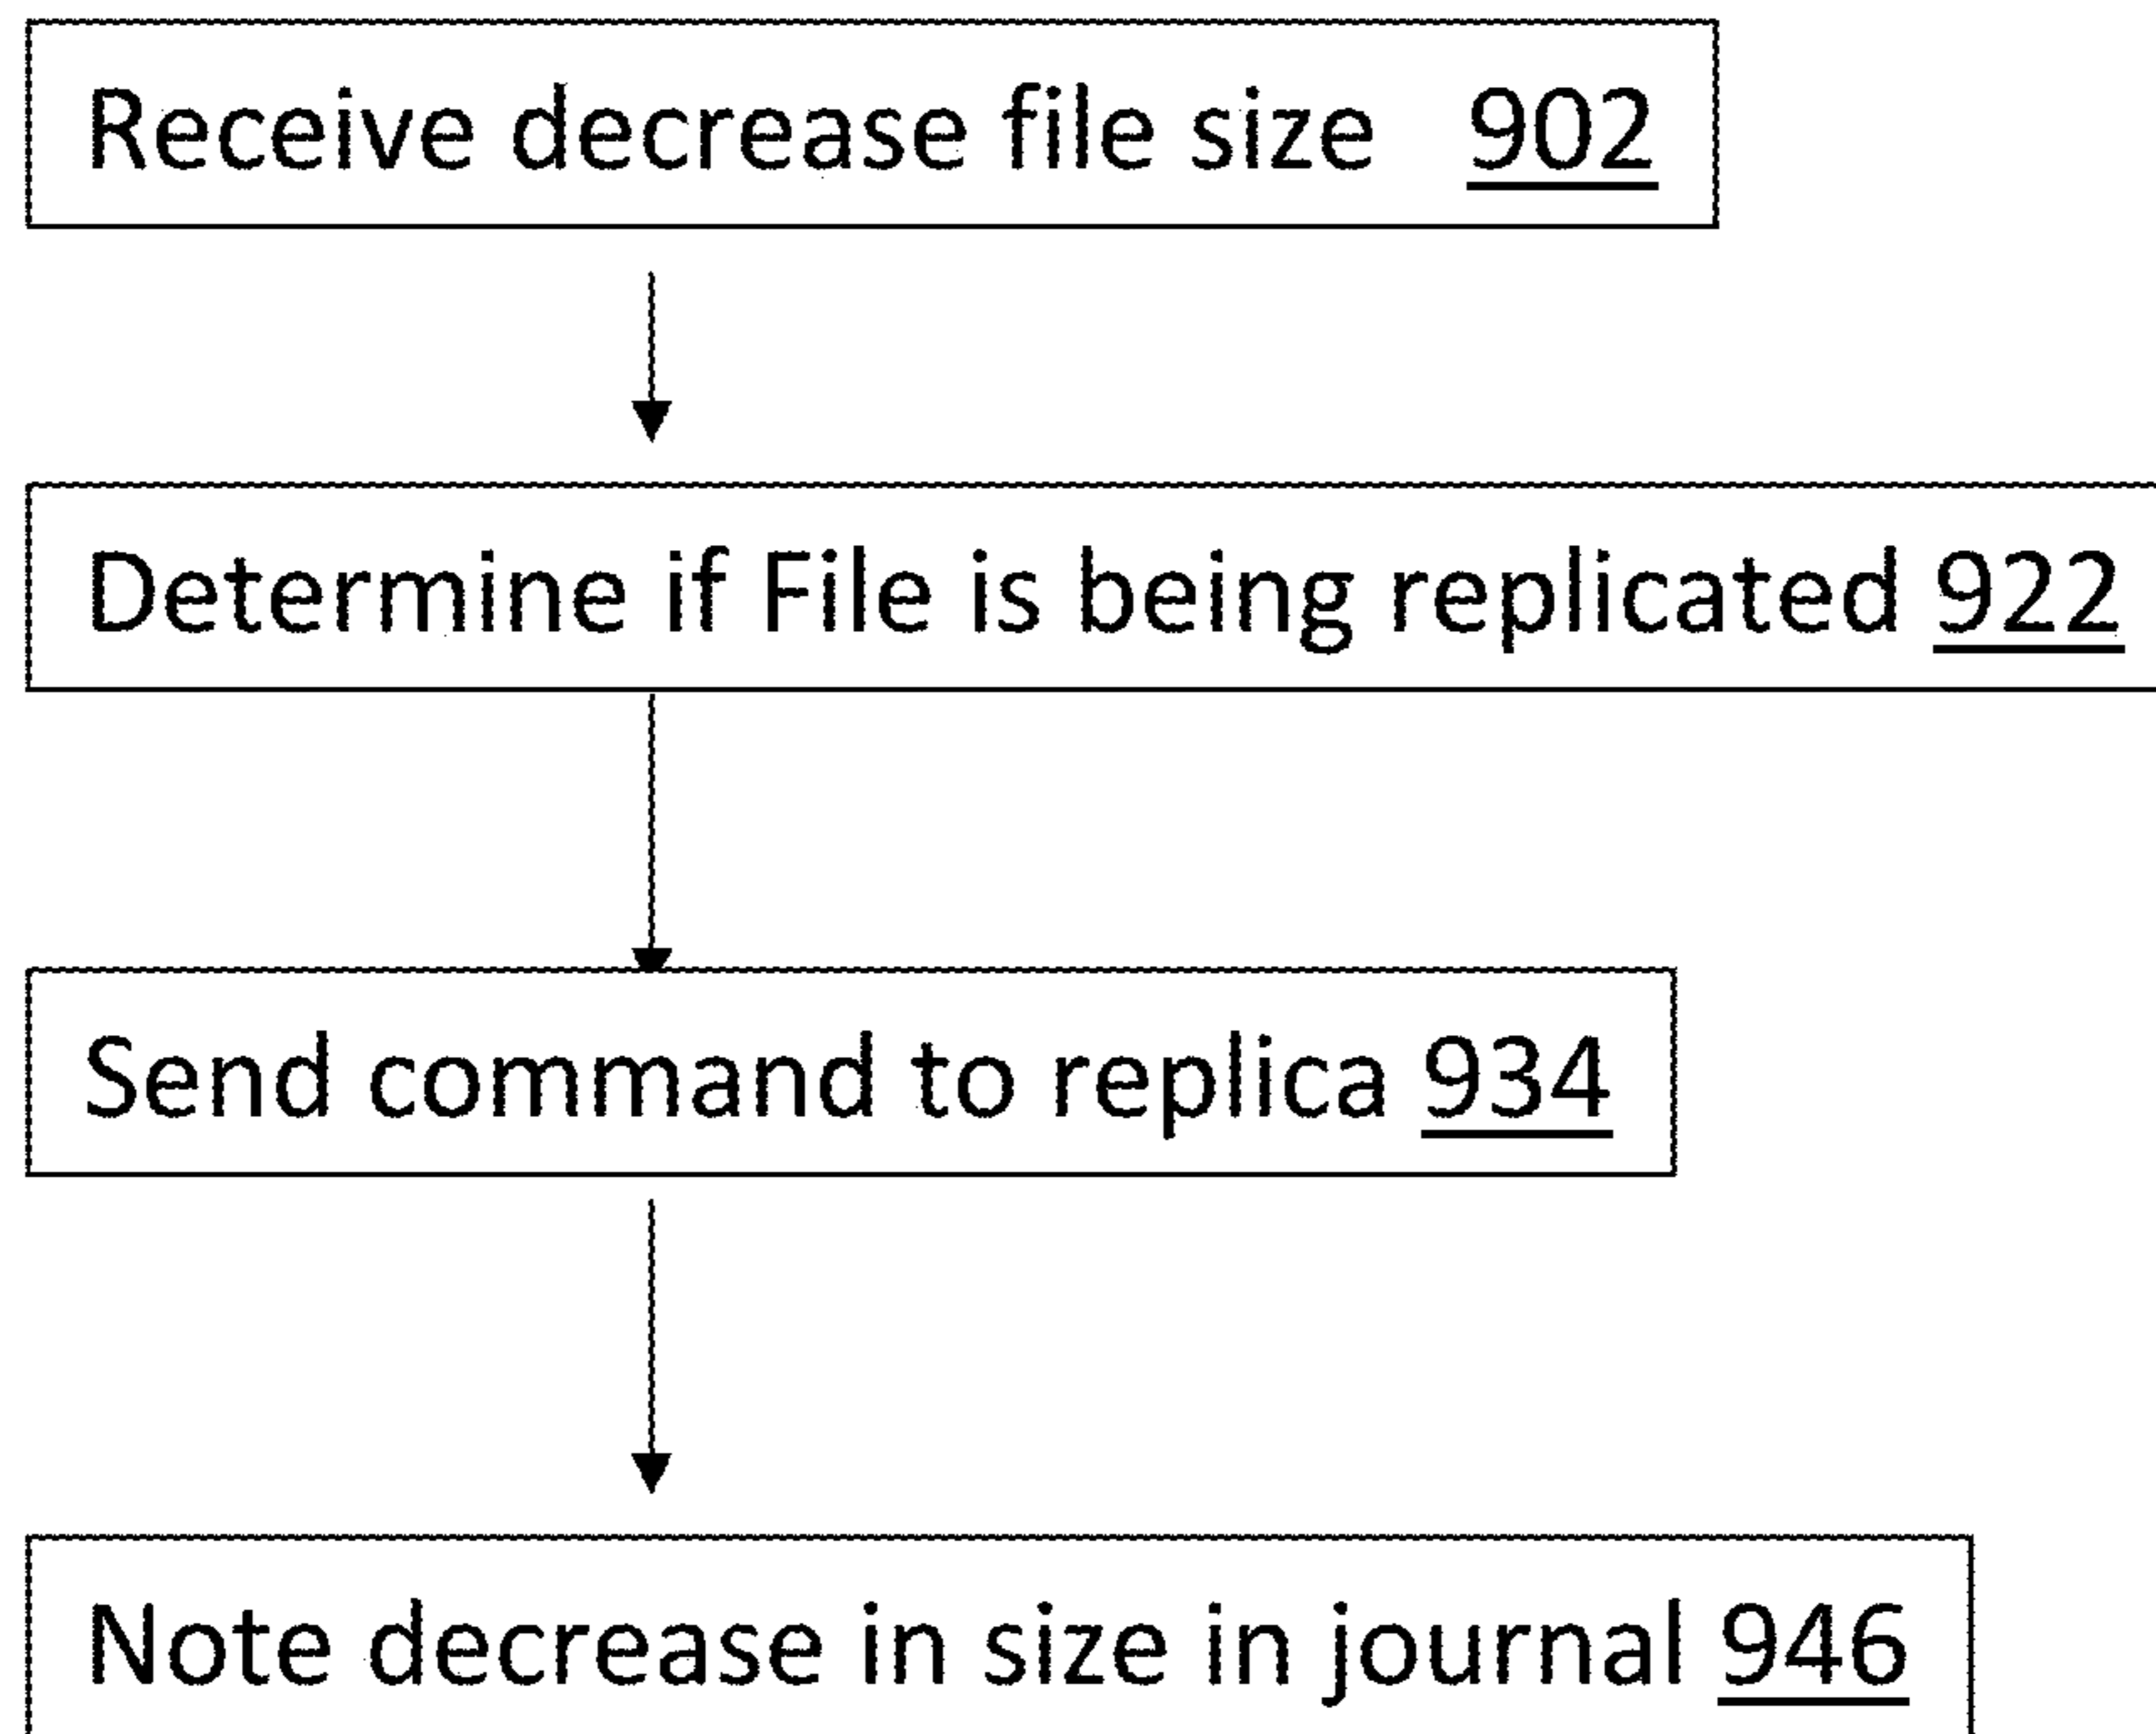 Receive decrease file size 902
Determine if File is being replicated 922
Send command to replica 934
Note decrease in size in journal 946